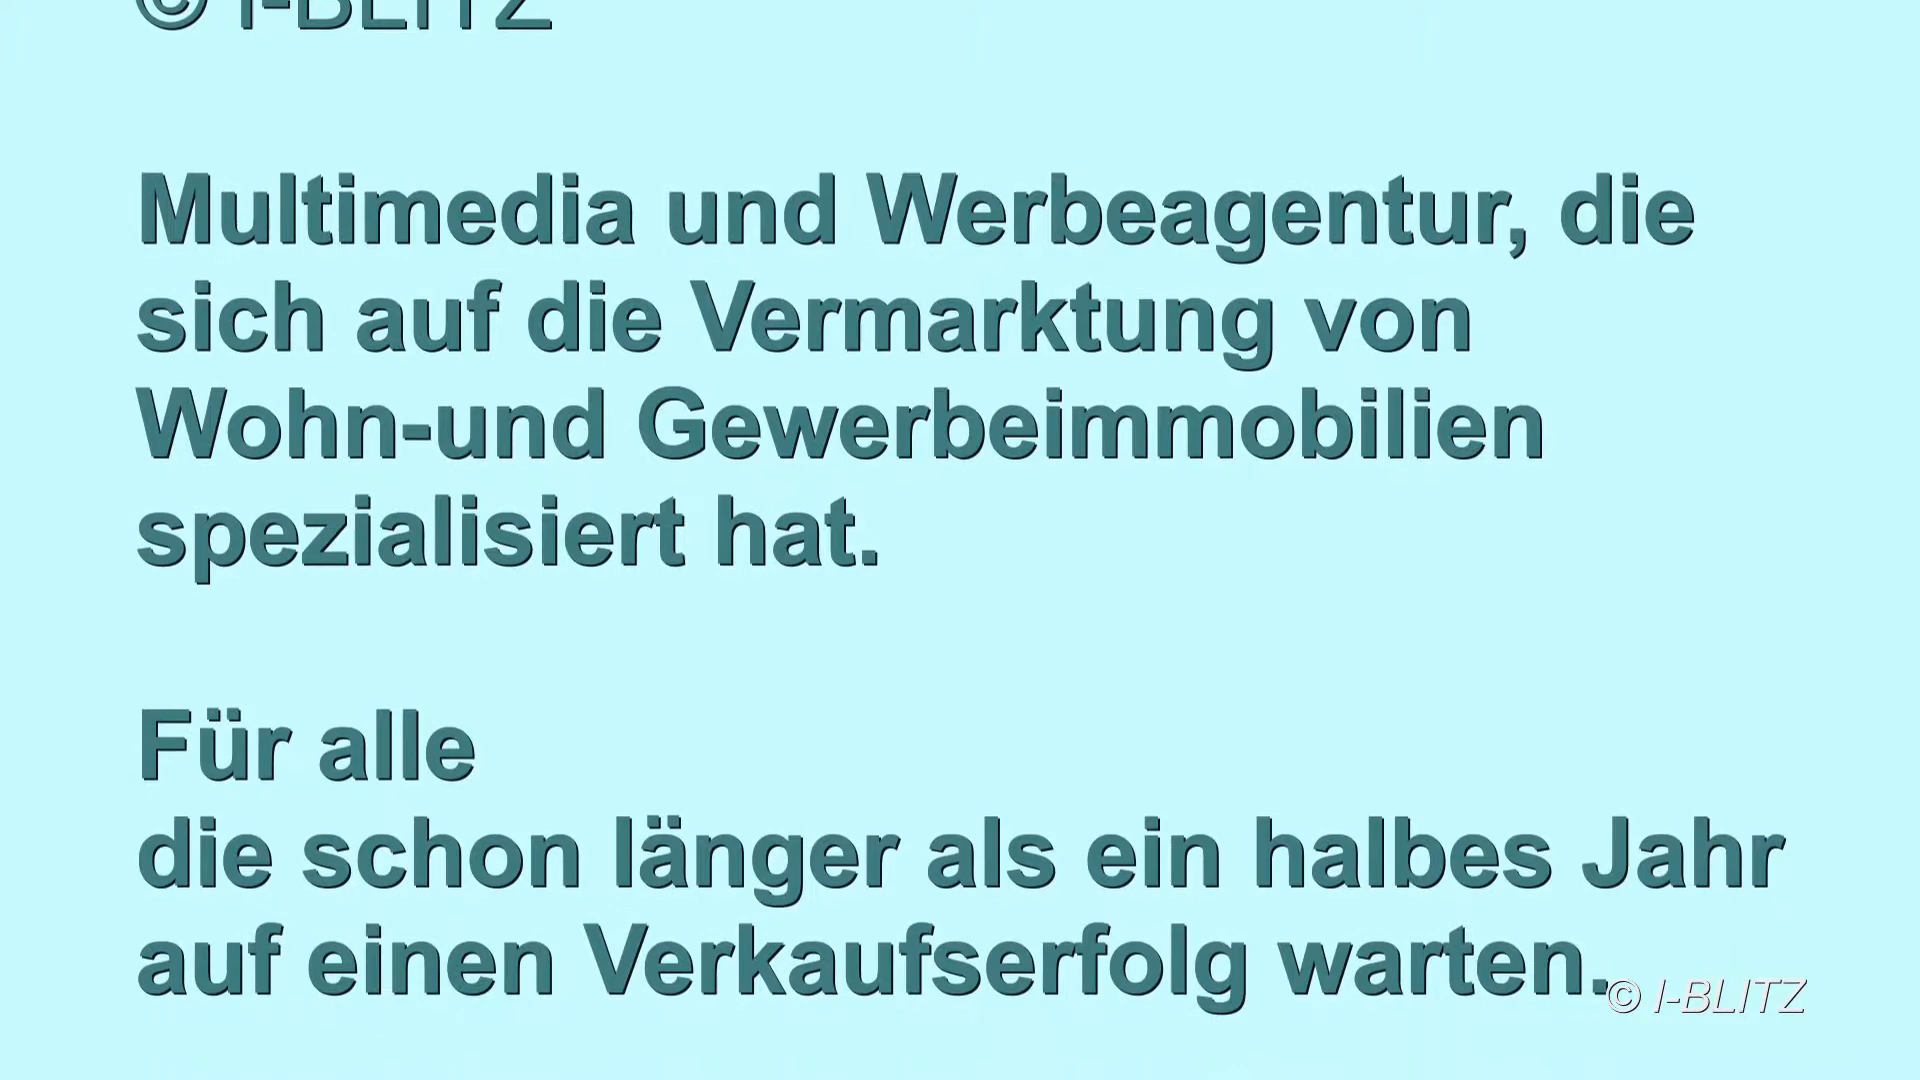 © I-BLITZ
Multimedia und Werbeagentur, die
sich auf die Vermarktung von
Wohn-und Gewerbeimmobilien
spezialisiert hat.
Für alle
die schon länger als ein halbes Jahr
auf einen Verkaufserfolg warten.
© I-BLITZ